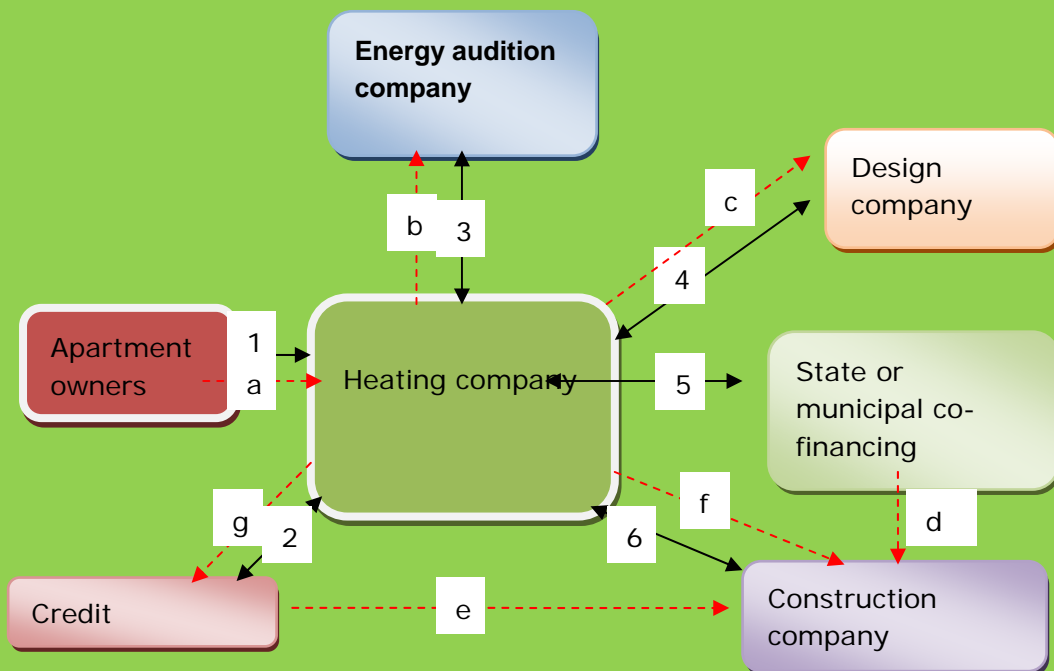 Energy audition
company
Design
company
c
b
3
4
1
Apartment
owners
a
Heating company
5
State or
municipal co-
financing
g
2
f
6
d
Credit
e
Construction
company